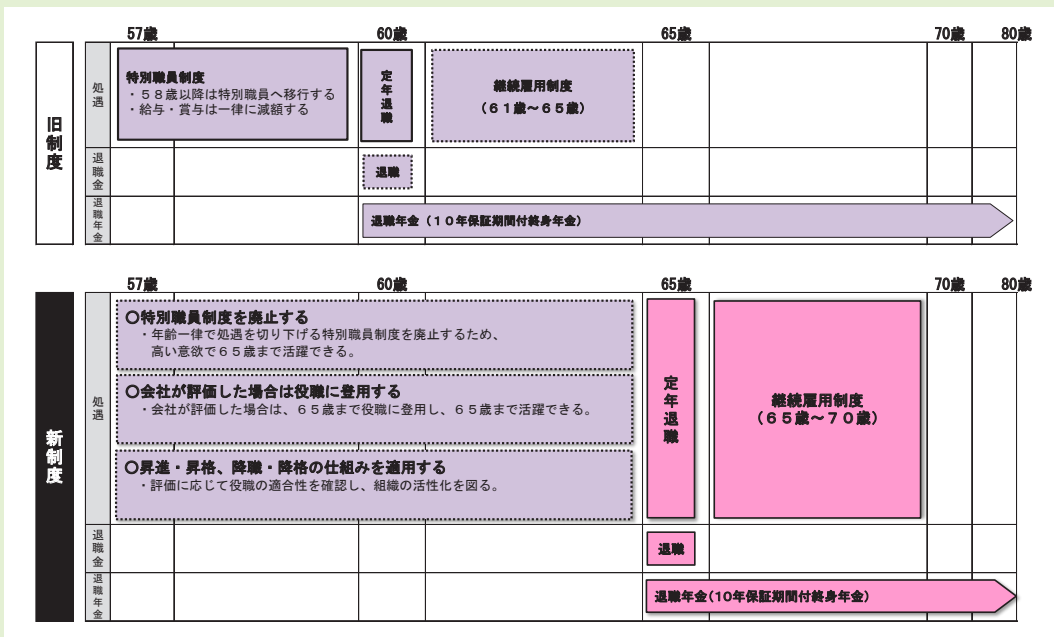 57歳 60歳 65歳 70歳 80歳
旧制度
処遇
特別職員制度
・58歳以降は特別職員へ移行する
・給与・賞与は一律に減額する
定年退職
継続雇用制度
(61歳~65歳)
退職金
退職
退職年金
退職年金(10年保証期間付終身年金)
57歳 60歳 65歳 70歳 80歳
新制度
処遇
○特別職員制度を廃止する
・年齢一律で処遇を切り下げる特別職員制度を廃止するため、
高い意欲で65歳まで活躍できる。
○会社が評価した場合は役職に登用する
・会社が評価した場合は、65歳まで役職に登用し、65歳まで活躍できる。
○昇進・昇格、降職・降格の仕組みを適用する
・評価に応じて役職の適合性を確認し、組織の活性化を図る。
定年退職
継続雇用制度
(65歳~70歳)
退職金
退職
退職年金
退職年金(10年保証期間付終身年金)